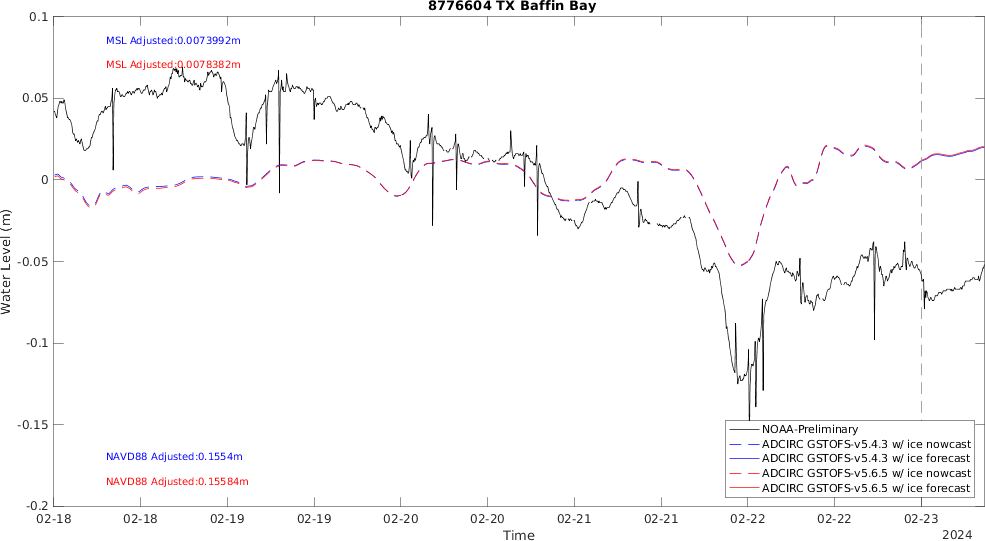 8776604 TX Baffin Bay
0.1
0.05
0
-0.05
-0.1
-0.15
-0.2
Water Level (m)
MSL Adjusted:0.0073992m
MSL Adjusted:0.0078382m
NAVD88 Adjusted:0.1554m
NAVD88 Adjusted:0.15584m
NOAA-Preliminary
ADCIRC GSTOFS-v5.4.3 w/ ice nowcast
ADCIRC GSTOFS-v5.4.3 w/ ice forecast
ADCIRC GSTOFS-v5.6.5 w/ ice nowcast
ADCIRC GSTOFS-v5.6.5 w/ ice forecast
02-18 02-18 02-19 02-19 02-20 02-20 02-21 02-21 02-22 02-22 02-23
Time
2024